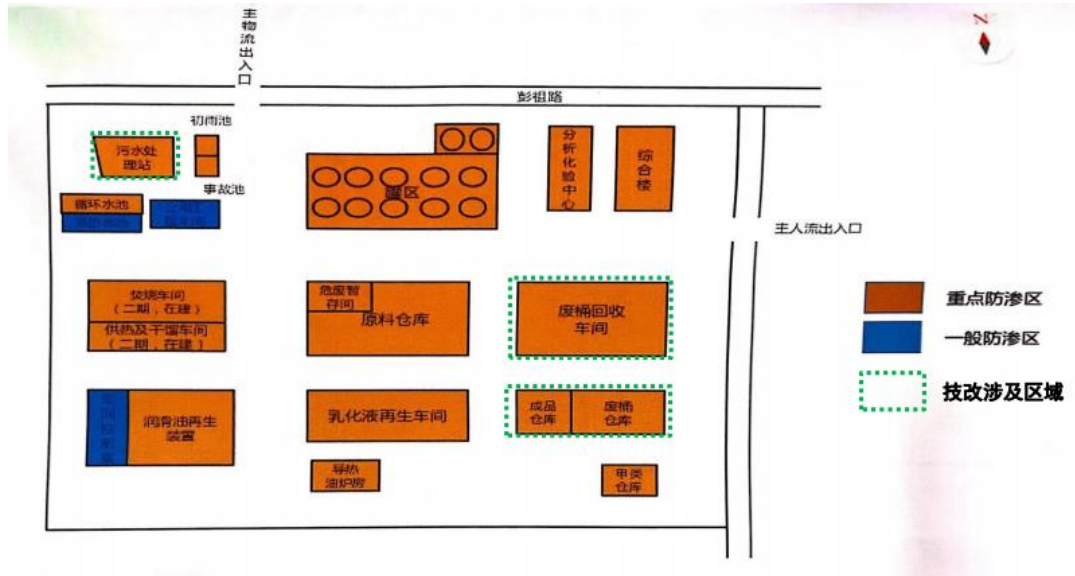 主物流出入口
N
彭祖路
初雨池
污水处
理站
事故池
循环水池
罐区
分析化验中心
综合楼
主人流出入口
焚烧车间
（二期，在建）
供热及干馏车间
（二期，在建）
危废暂
存间
原料仓库
废桶回收
车间
重点防渗区
一般防渗区
技改涉及区域
润滑油再生
装置
乳化液再生车间
成品
仓库
废桶
仓库
导热
油炉房
甲类
仓库